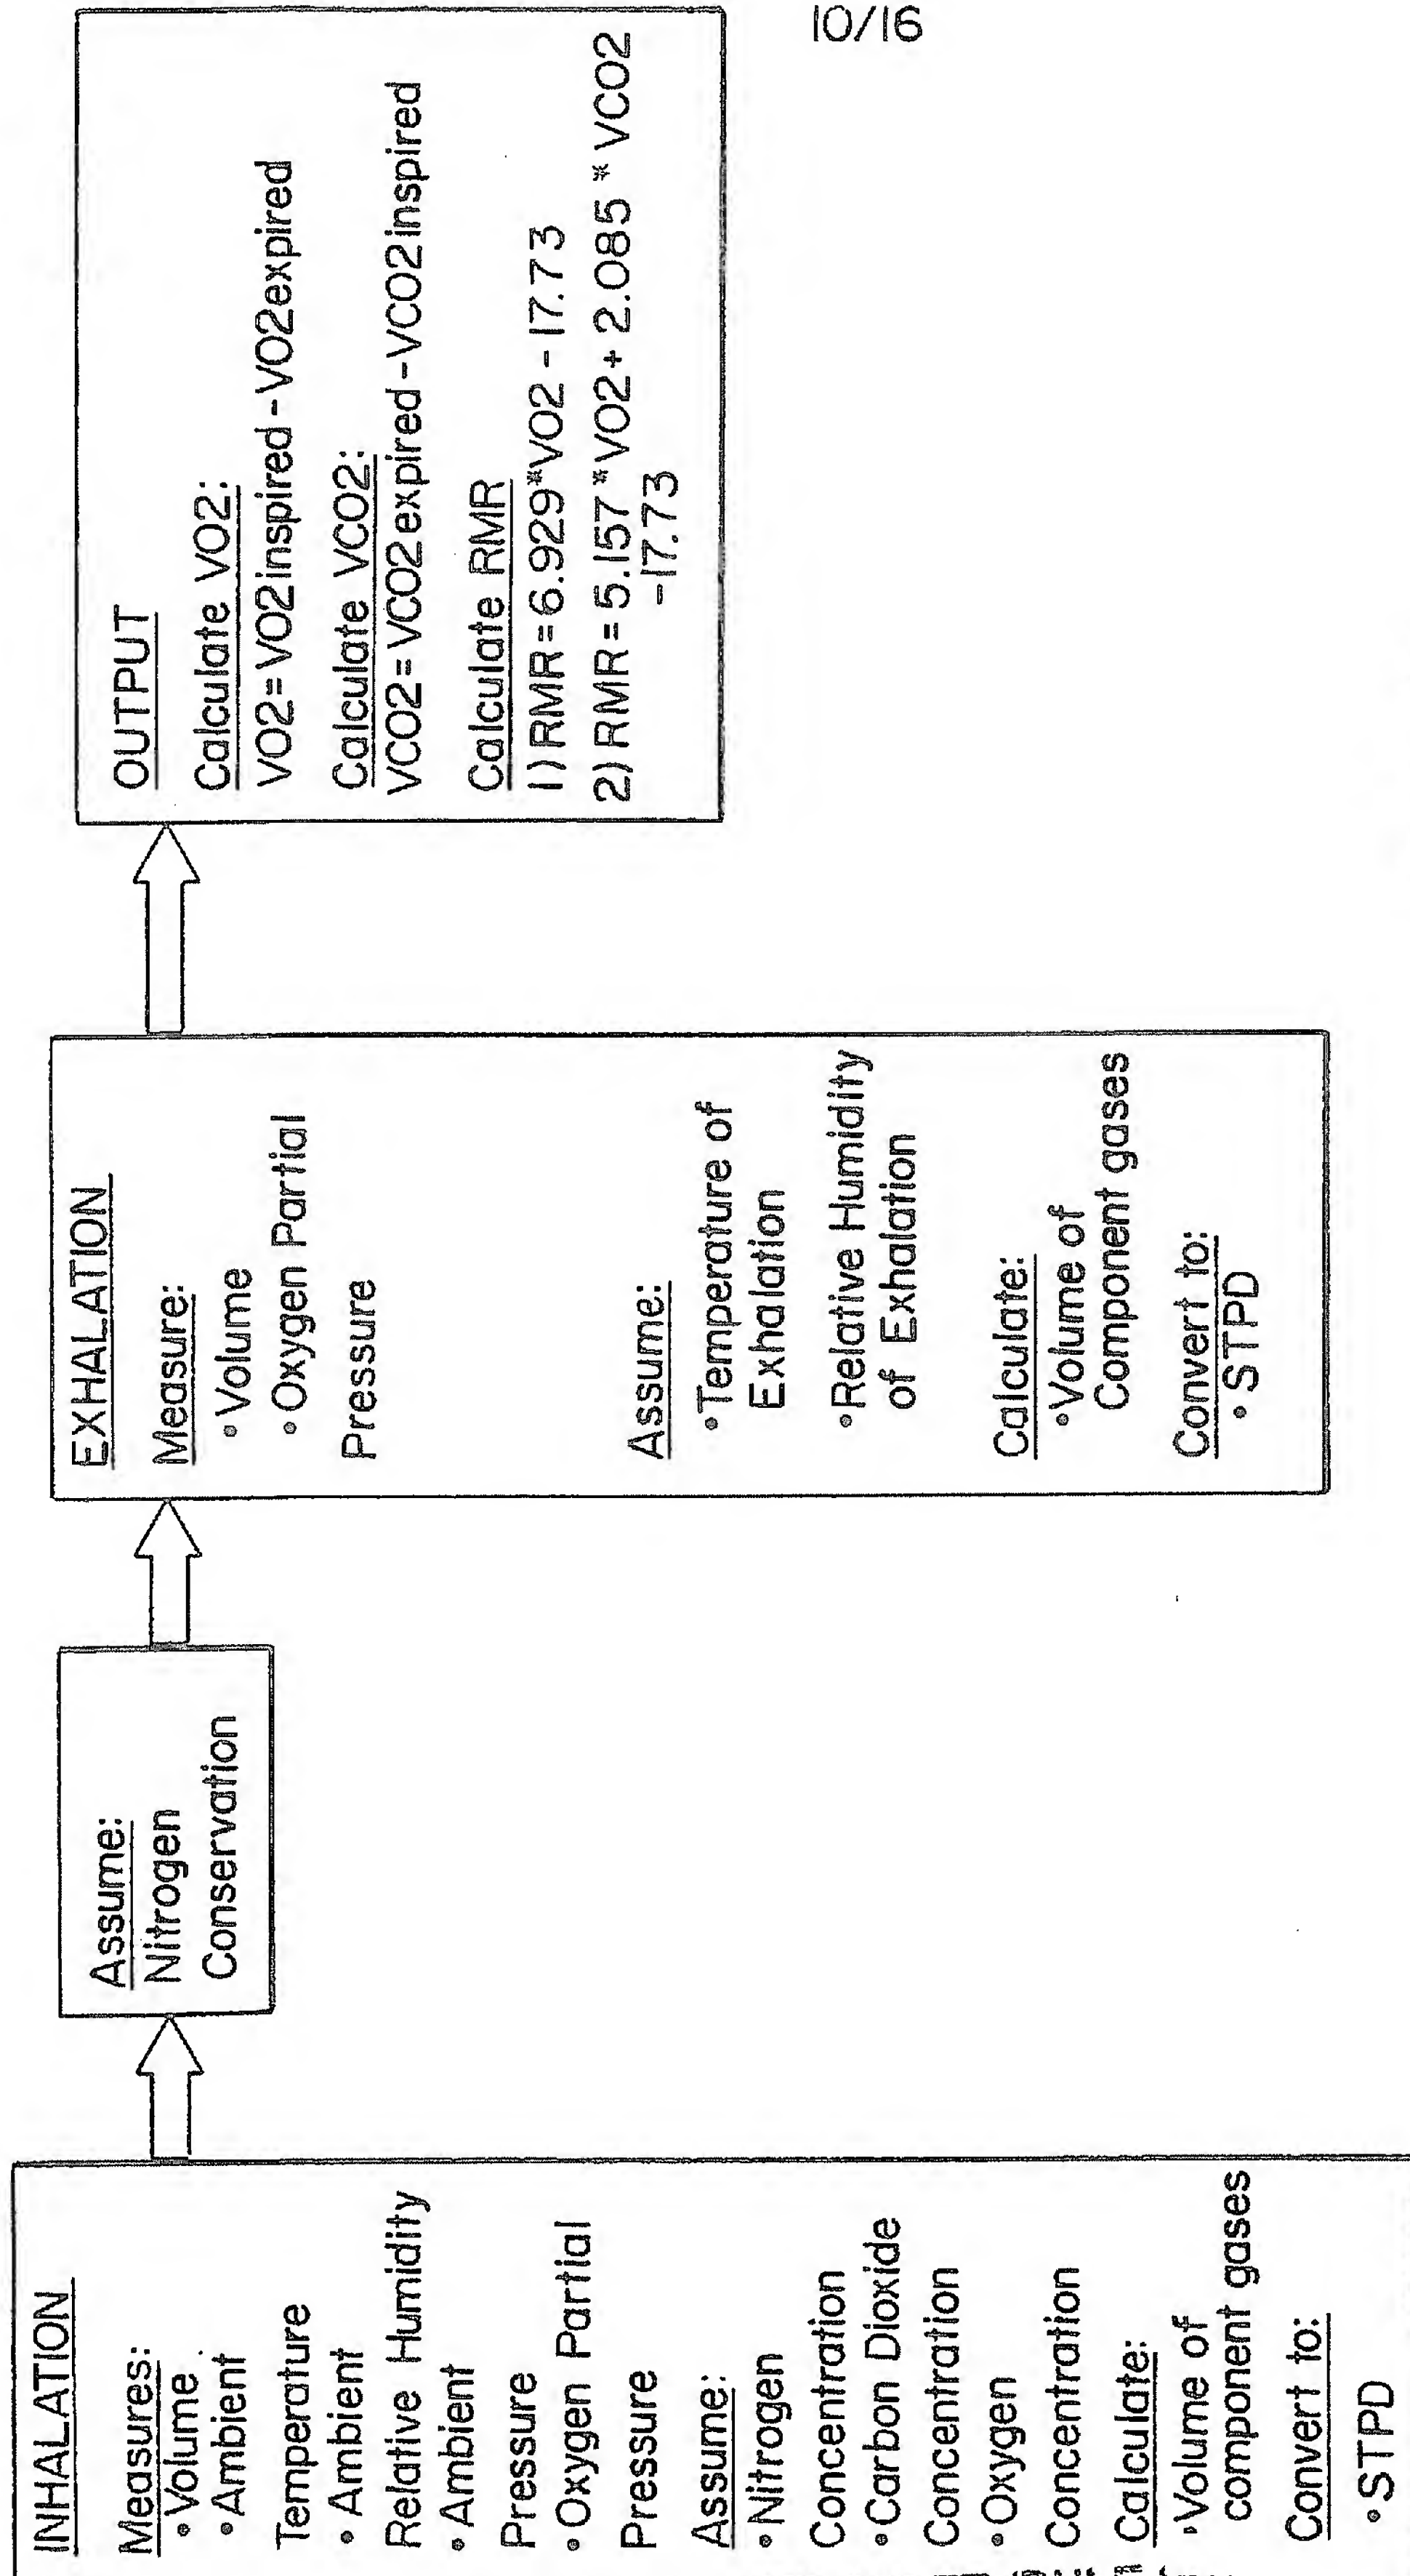 10/16
INHALATION
Measures:
• Volume
• Ambient
Temperature
• Ambient
Relative Humidity
• Ambient
Pressure
• Oxygen Partial
Pressure
Assume:
• Nitrogen
Concentration
• Carbon Dioxide
Concentration
• Oxygen
Concentration
Calculate:
• Volume of
component gases
Convert to:
• STPD
Assume:
Nitrogen
Conservation
EXHALATION
Measure:
• Volume
• Oxygen Partial
Pressure
Assume:
• Temperature of
Exhalation
• Relative Humidity
of Exhalation
Calculate:
• Volume of
Component gases
Convert to:
• STPD
OUTPUT
Calculate VO2:
VO2=VO2inspired-VO2expired
Calculate VCO2:
VCO2=VCO2expired-VCO2inspired
Calculate RMR
1) RMR=6.929*VO2-17.73
2) RMR=5.157*VO2+2.085*VCO2
-17.73